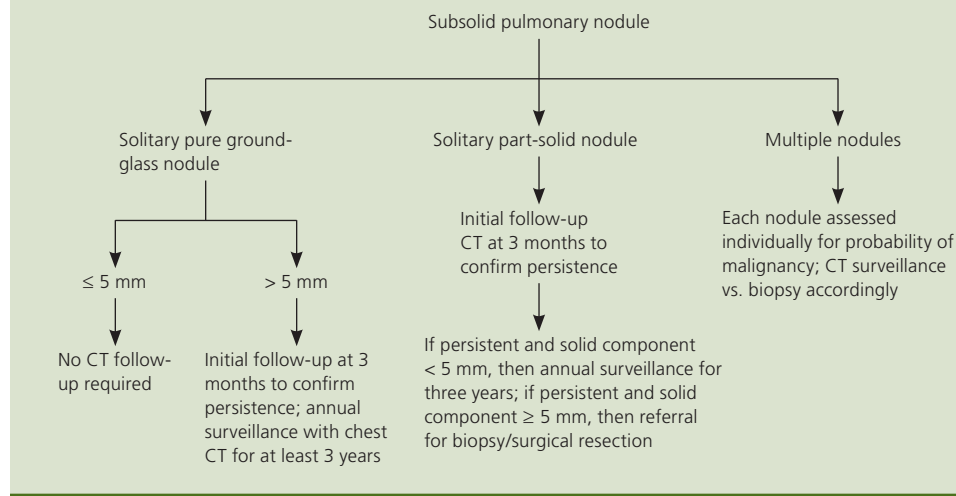 Subsolid pulmonary nodule
Solitary pure ground-
glass nodule
Solitary part-solid nodule
Multiple nodules
≤ 5 mm
> 5 mm
No CT follow-
up required
Initial follow-up at 3
months to confirm
persistence; annual
surveillance with chest
CT for at least 3 years
Initial follow-up
CT at 3 months to
confirm persistence
If persistent and solid component
< 5 mm, then annual surveillance for
three years; if persistent and solid
component ≥ 5 mm, then referral
for biopsy/surgical resection
Each nodule assessed
individually for probability of
malignancy; CT surveillance
vs. biopsy accordingly